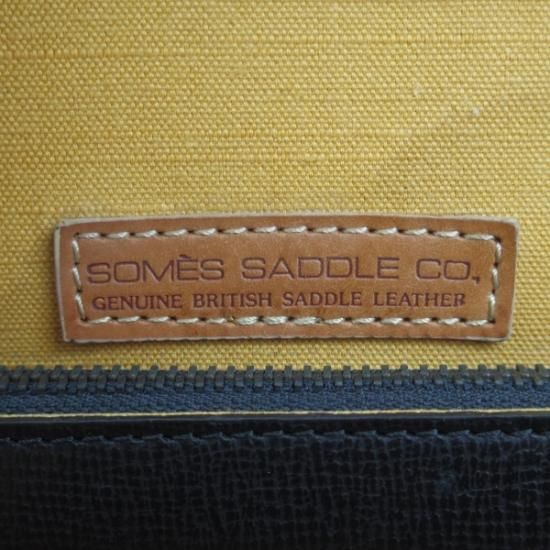 SOMÈS SADDLE CO.,
GENUINE BRITISH SADDLE LEATHER